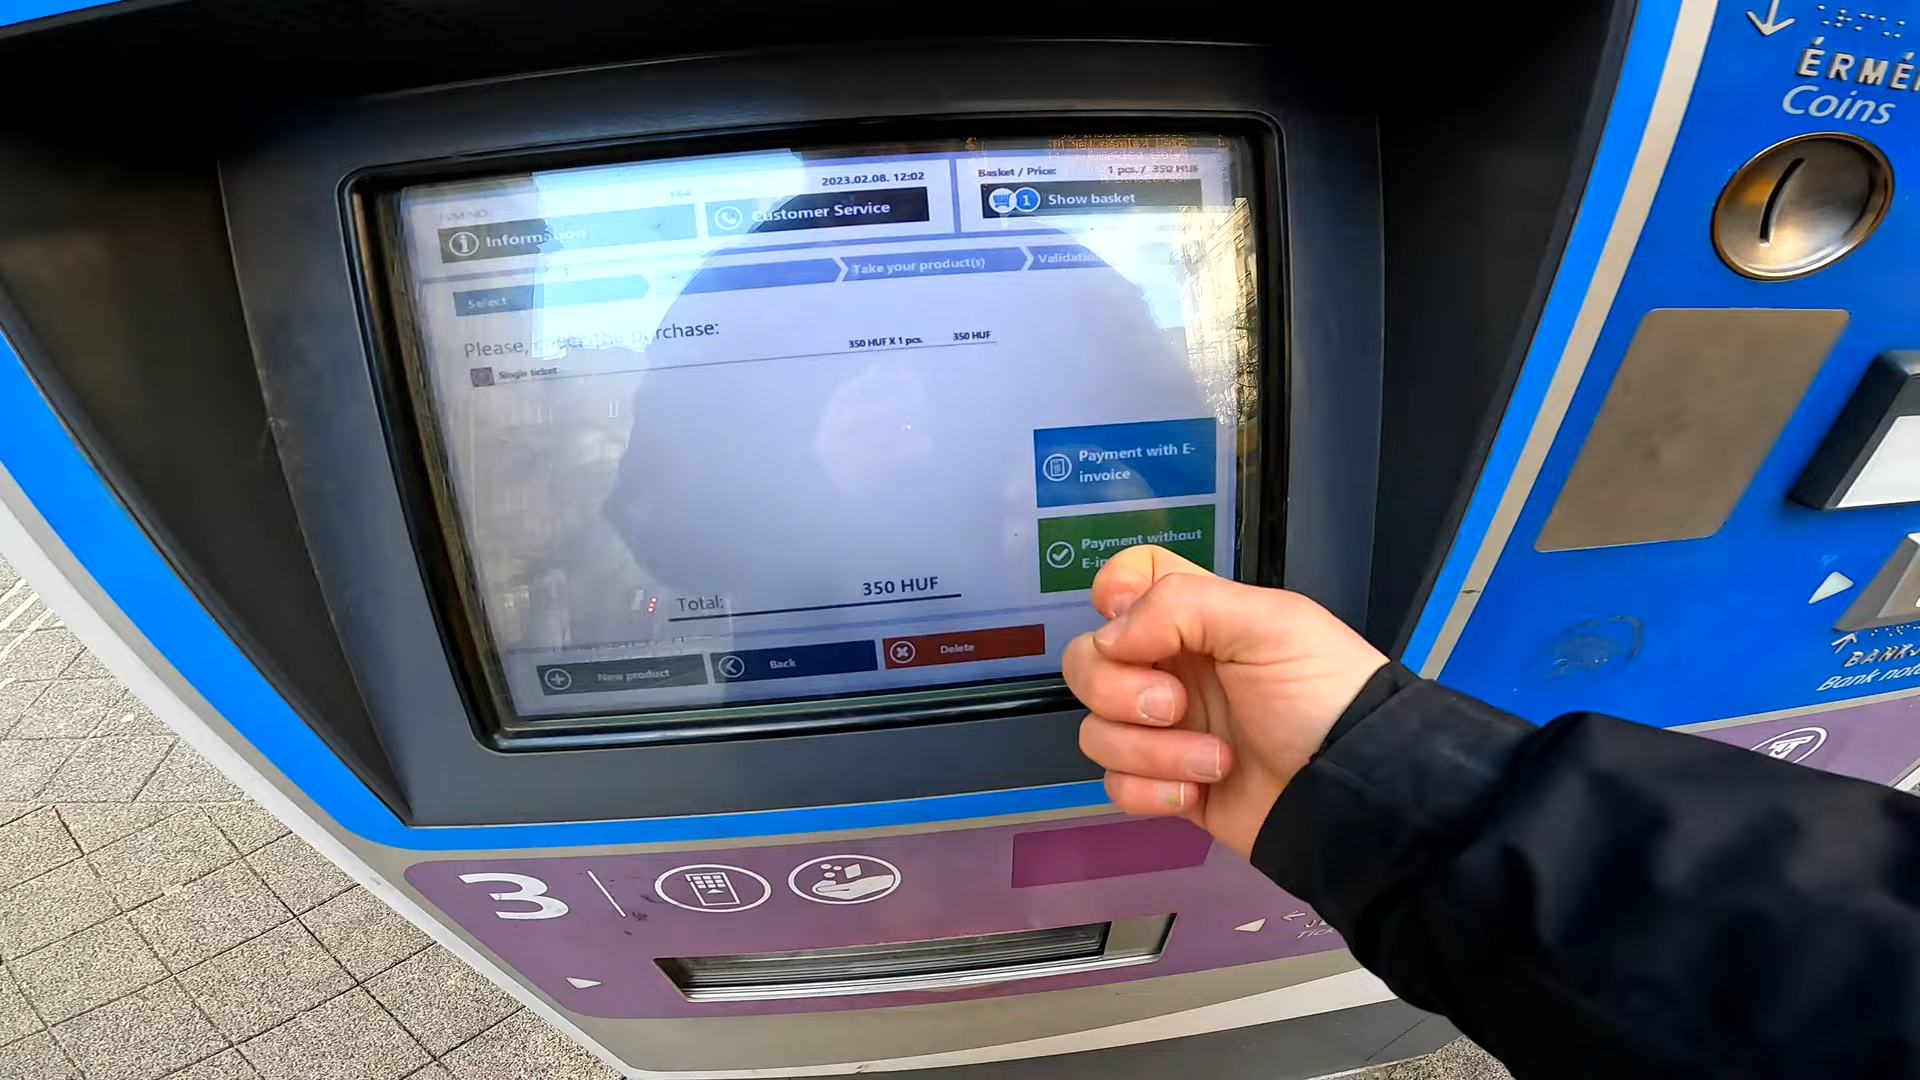 2023.02.08. 12:02
Basket / Price:
1 pcs. / 350 HUF
Information
Customer Service
1
Show basket
Select
Take your product(s)
Validation
Please, the purchase:
350 HUF X 1 pcs.
350 HUF
Single ticket
Payment with E-
invoice
Payment without
Total:
350 HUF
New product
Back
Delete
Coins
3